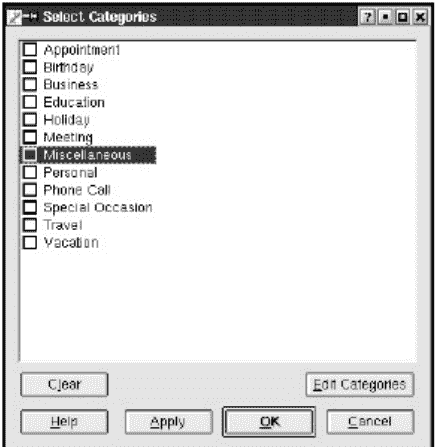 Select Categories
Appointment
Birthday
Business
Education
Holiday
Meeting
Miscellaneous
Personal
Phone Call
Special Occasion
Travel
Vacation
Clear
Edit Categories
Help
Apply
OK
Cancel